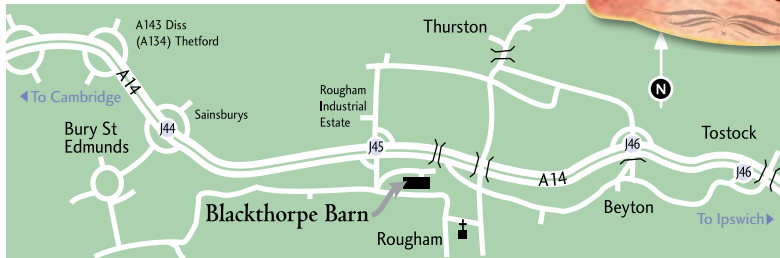 A143 Diss
(A134) Thetford
Thurston
A14
To Cambridge
N
Rougham
Industrial
Estate
Sainsburys
Bury St
Edmunds
J44
J45
J46
Tostock
J46
A14
Beyton
Blackthorpe Barn
To Ipswich
Rougham